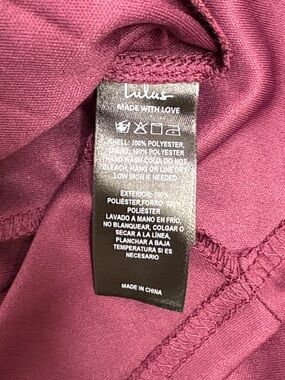 Lulus
MADE WITH LOVE
SHELL: 100% POLYESTER,
LINING: 100% POLYESTER
HAND WASH COLD, DO NOT
BLEACH, HANG OR LINE DRY
LOW IRON IF NEEDED
EXTERIOR: 100%
POLIÉSTER,FORRO: 100%
POLIÉSTER
LAVADO A MANO EN FRÍO,
NO BLANQUEAR, COLGAR O
SECAR A LA LÍNEA,
PLANCHAR A BAJA
TEMPERATURA SI ES
NECESARIO
MADE IN CHINA